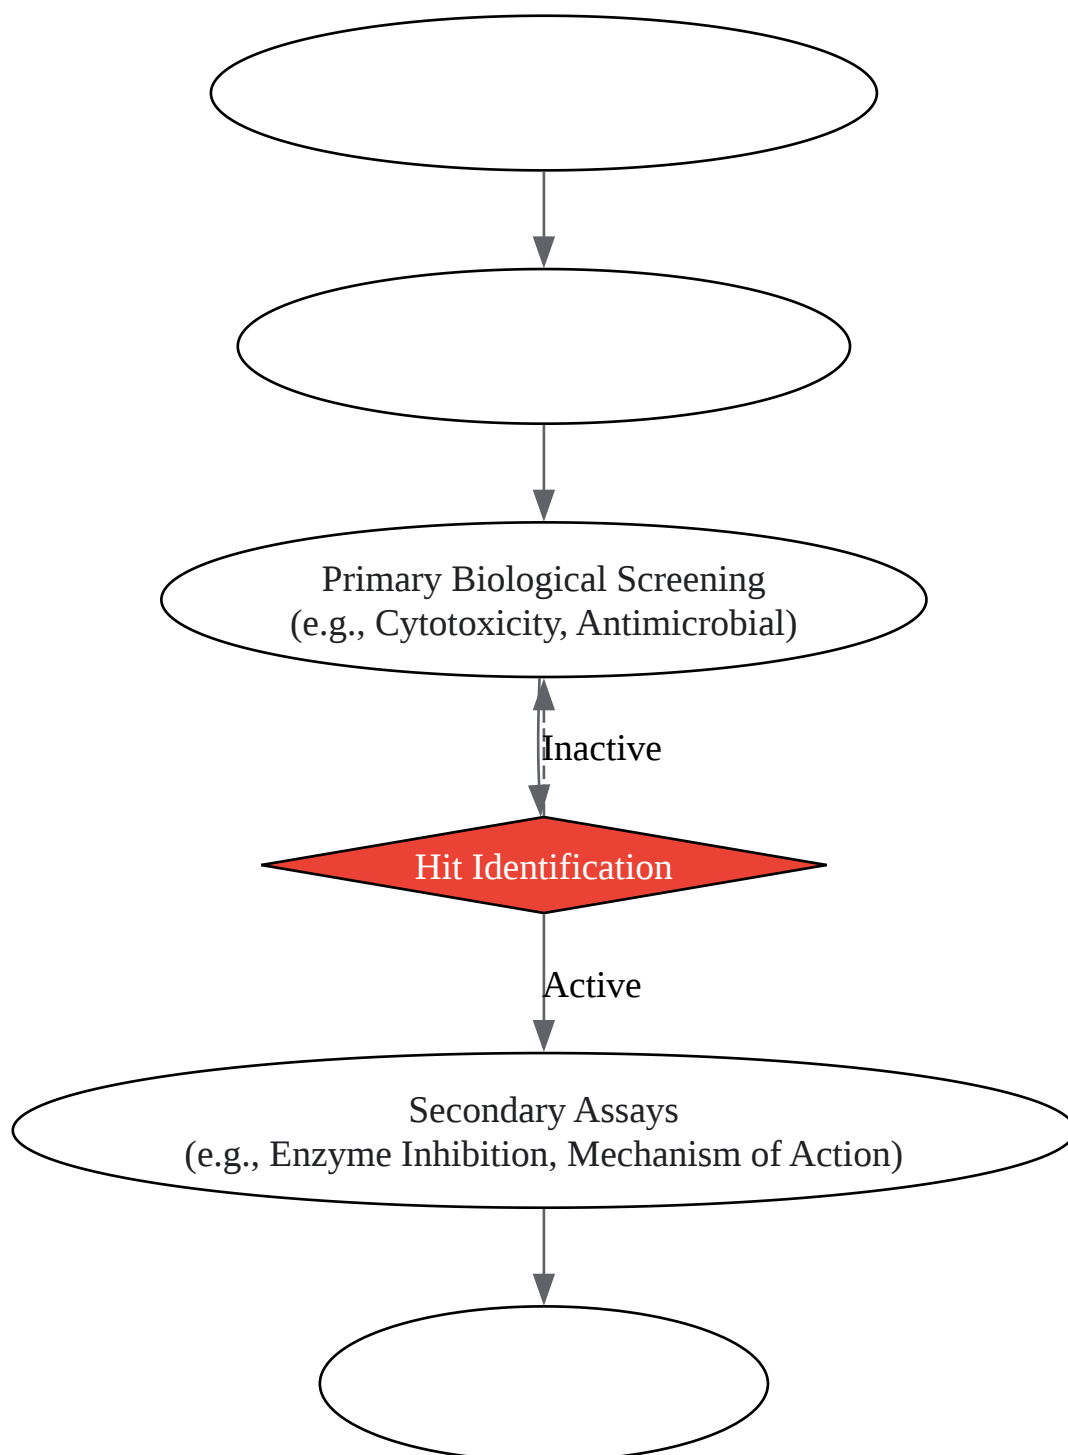 Primary Biological Screening
(e.g., Cytotoxicity, Antimicrobial)
Inactive
Hit Identification
Active
Secondary Assays
(e.g., Enzyme Inhibition, Mechanism of Action)